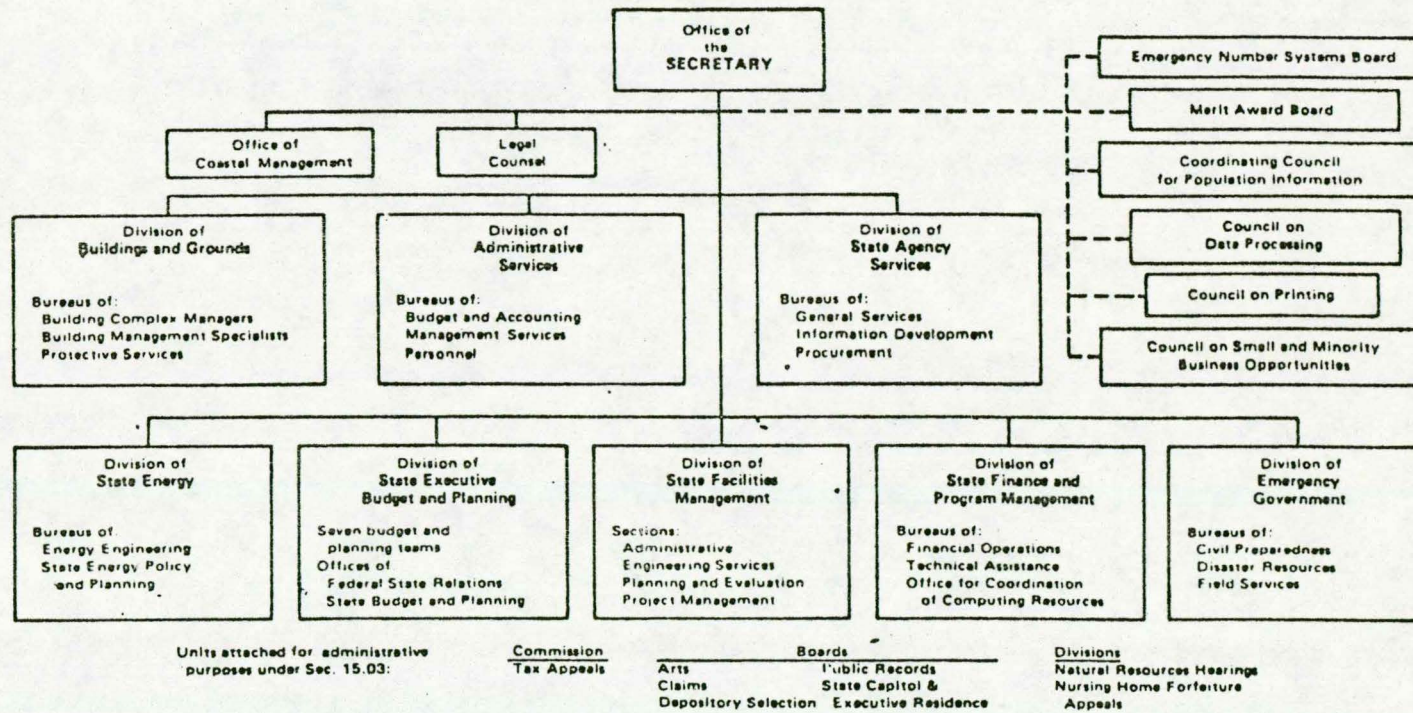 Office of
the
SECRETARY
Emergency Number Systems Board
Merit Award Board
Coordinating Council
for Population Information
Council on
Data Processing
Council on Printing
Council on Small and Minority
Business Opportunities
Office of
Coastal Management
Legal
Counsel
Division of
Buildings and Grounds
Bureaus of:
Building Complex Managers
Building Management Specialists
Protective Services
Division of
Administrative
Services
Bureaus of:
Budget and Accounting
Management Services
Personnel
Division of
State Agency
Services
Bureaus of:
General Services
Information Development
Procurement
Division of
State Energy
Bureaus of:
Energy Engineering
State Energy Policy
and Planning
Division of
State Executive
Budget and Planning
Seven budget and
planning teams
Offices of
Federal State Relations
State Budget and Planning
Division of
State Facilities
Management
Sections:
Administrative
Engineering Services
Planning and Evaluation
Project Management
Division of
State Finance and
Program Management
Bureaus of:
Financial Operations
Technical Assistance
Office for Coordination
of Computing Resources
Division of
Emergency
Government
Bureaus of:
Civil Preparedness
Disaster Resources
Field Services
Units attached for administrative
purposes under Sec. 15.03:
Commission
Tax Appeals
Boards
Arts
Claims
Depository Selection
Public Records
State Capitol &
Executive Residence
Divisions
Natural Resources Hearings
Nursing Home Forfeiture
Appeals